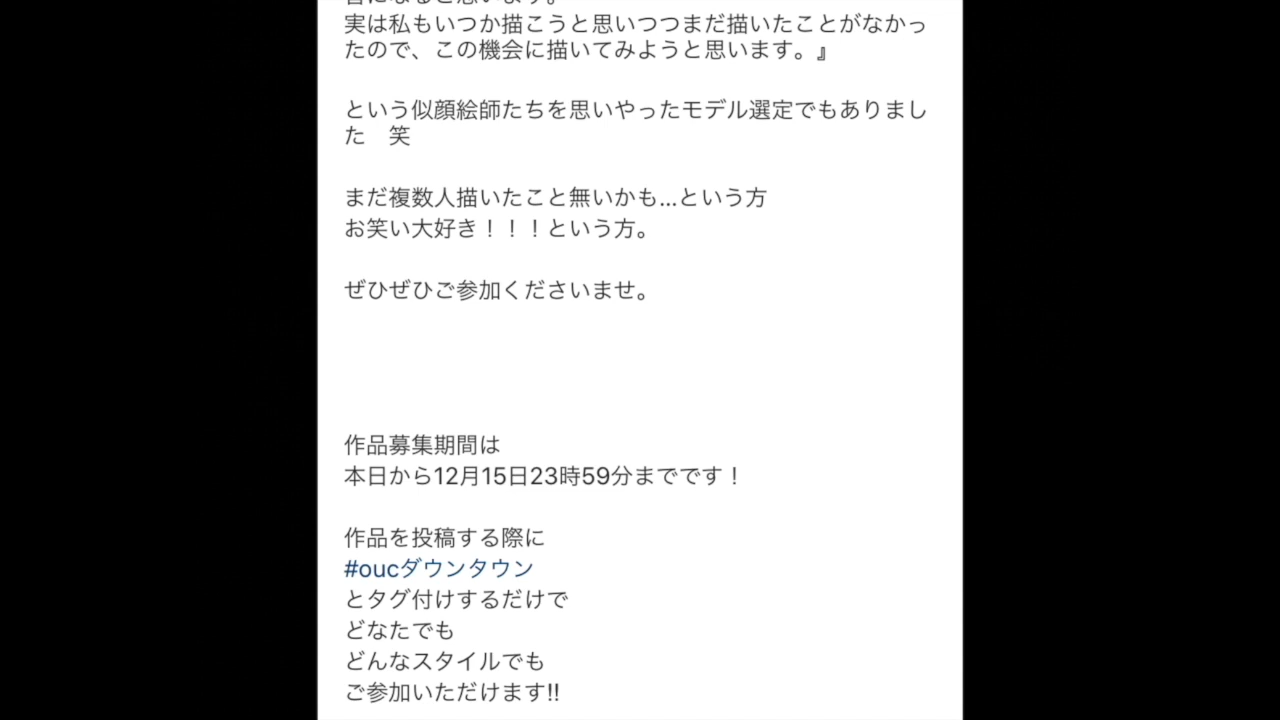 になると思います。
実は私もいつか描こうと思いつつまだ描いたことがなかっ
たので、この機会に描いてみようと思います。』
という似顔絵師たちを思いやったモデル選定でもありまし
た 笑
まだ複数人描いたこと無いかも...という方
お笑い大好き！！！という方。
ぜひぜひご参加くださいませ。
作品募集期間は
本日から12月15日23時59分までです！
作品を投稿する際に
#oucダウンタウン
とタグ付けするだけで
どなたでも
どんなスタイルでも
ご参加いただけます!!